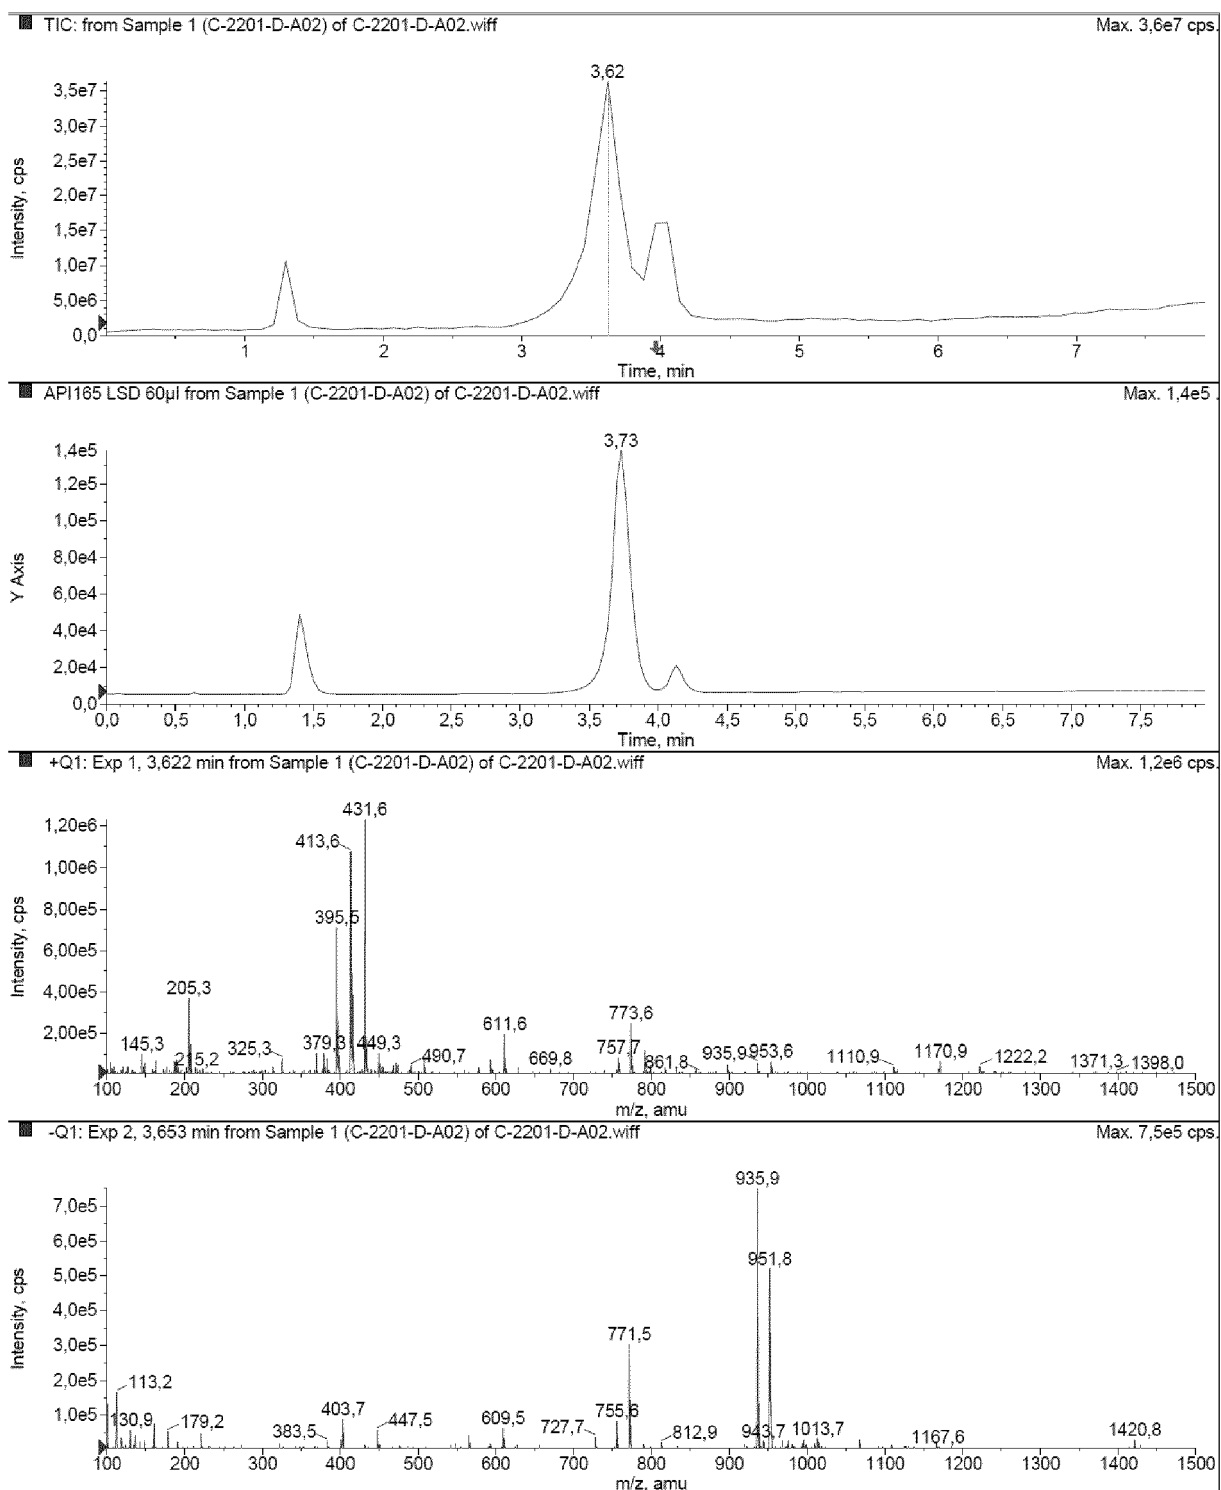 TIC: from Sample 1 (C-2201-D-A02) of C-2201-D-A02.wiff Max. 3,6e7 cps.
3,62
3,5e7
3,0e7
2,5e7
2,0e7
1,5e7
1,0e7
5,0e6
0,0
Intensity, cps
1 2 3 4 5 6 7
Time, min
API165 LSD 60µl from Sample 1 (C-2201-D-A02) of C-2201-D-A02.wiff Max. 1,4e5 .
3,73
1,4e5
1,2e5
1,0e5
8,0e4
6,0e4
4,0e4
2,0e4
0,0
Y Axis
0,0 0,5 1,0 1,5 2,0 2,5 3,0 3,5 4,0 4,5 5,0 5,5 6,0 6,5 7,0 7,5
Time, min
+Q1: Exp 1, 3,622 min from Sample 1 (C-2201-D-A02) of C-2201-D-A02.wiff Max. 1,2e6 cps.
431,6
413,6
395,5
205,3
145,3
215,2
325,3
379,3
449,3
490,7
611,6
669,8
773,6
757,7
861,8
935,9
953,6
1110,9
1170,9
1222,2
1371,3
1398,0
1,20e6
1,00e6
8,00e5
6,00e5
4,00e5
2,00e5
Intensity, cps
100 200 300 400 500 600 700 800 900 1000 1100 1200 1300 1400 1500
m/z, amu
-Q1: Exp 2, 3,653 min from Sample 1 (C-2201-D-A02) of C-2201-D-A02.wiff Max. 7,5e5 cps.
935,9
951,8
771,5
113,2
130,9
179,2
383,5
403,7
447,5
609,5
727,7
755,6
812,9
943,7
1013,7
1167,6
1420,8
7,0e5
6,0e5
5,0e5
4,0e5
3,0e5
2,0e5
1,0e5
Intensity, cps
100 200 300 400 500 600 700 800 900 1000 1100 1200 1300 1400 1500
m/z, amu